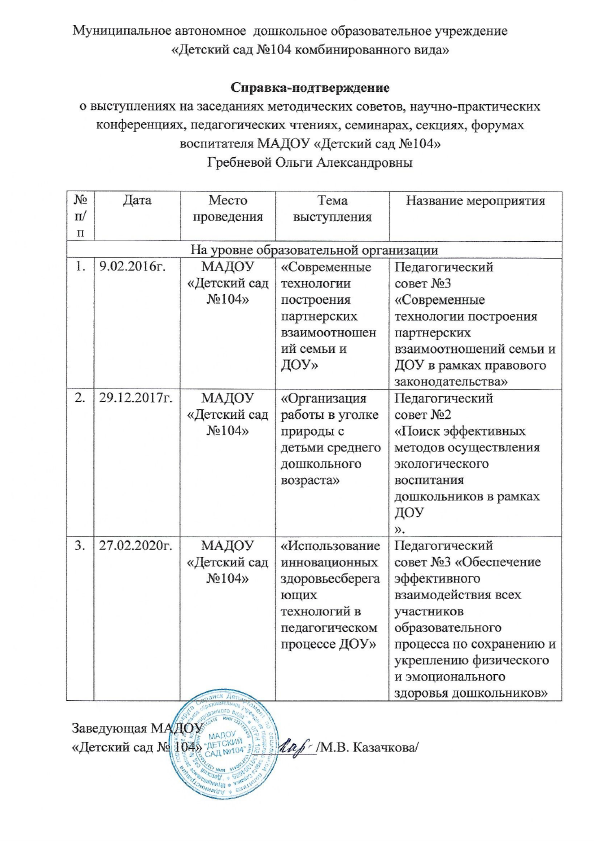 Муниципальное автономное дошкольное образовательное учреждение
«Детский сад №104 комбинированного вида»
Справка-подтверждение
о выступлениях на заседаниях методических советов, научно-практических
конференциях, педагогических чтениях, семинарах, секциях, форумах
воспитателя МАДОУ «Детский сад №104»
Гребневой Ольги Александровны
№
п/
п
Дата
Место
проведения
Тема
выступления
Название мероприятия
На уровне образовательной организации
1.
9.02.2016г.
МАДОУ
«Детский сад
№104»
«Современные
технологии
построения
партнерских
взаимоотношен
ий семьи и
ДОУ»
Педагогический
совет №3
«Современные
технологии построения
партнерских
взаимоотношений семьи и
ДОУ в рамках правового
законодательства»
2.
29.12.2017г.
МАДОУ
«Детский сад
№104»
«Организация
работы в уголке
природы с
детьми среднего
дошкольного
возраста»
Педагогический
совет №2
«Поиск эффективных
методов осуществления
экологического
воспитания
дошкольников в рамках
ДОУ
».
3.
27.02.2020г.
МАДОУ
«Детский сад
№104»
«Использование
инновационных
здоровьесберега
ющих
технологий в
педагогическом
процессе ДОУ»
Педагогический
совет №3 «Обеспечение
эффективного
взаимодействия всех
участников
образовательного
процесса по сохранению и
укреплению физического
и эмоционального
здоровья дошкольников»
Заведующая МАДОУ
«Детский сад № 104» /М.В. Казачкова/
МАДОУ
"ДЕТСКИЙ
САД №104"